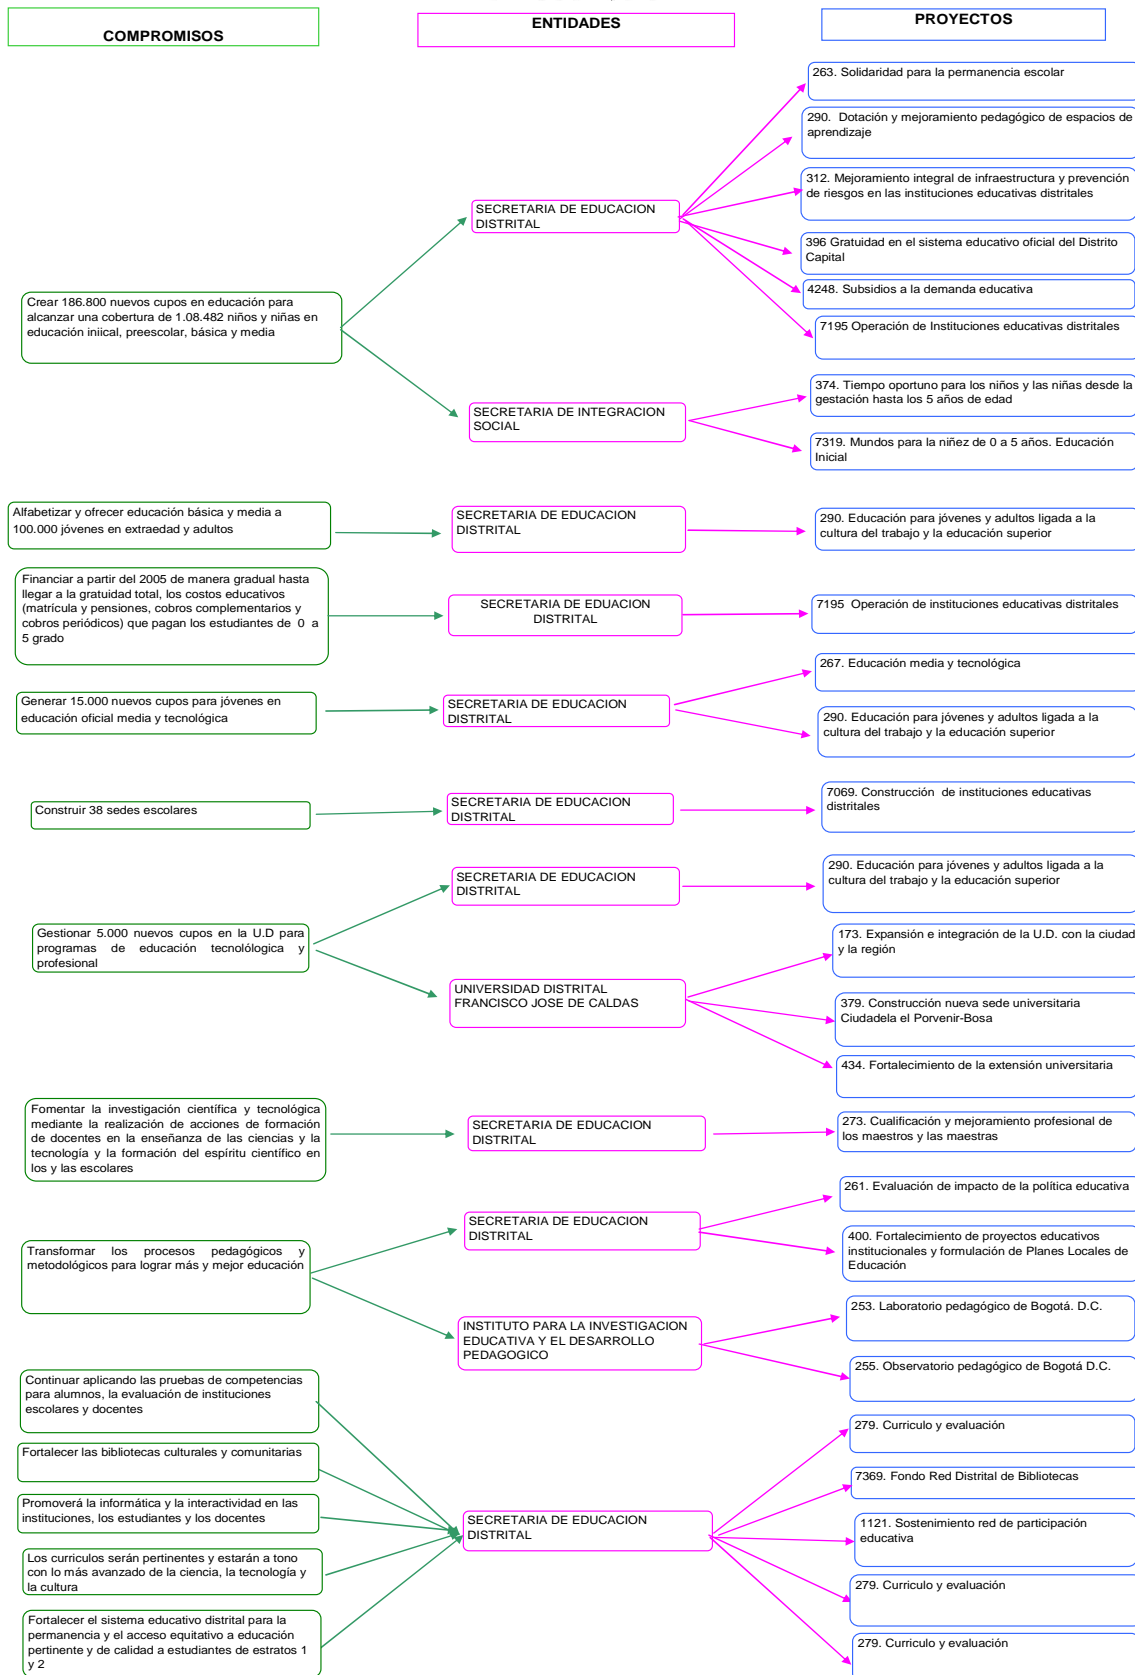 COMPROMISOS
ENTIDADES
PROYECTOS
Crear 186.800 nuevos cupos en educación para
alcanzar una cobertura de 1.08.482 niños y niñas en
educación iniical, preescolar, básica y media
SECRETARIA DE EDUCACION
DISTRITAL
263. Solidaridad para la permanencia escolar
290.  Dotación y mejoramiento pedagógico de espacios de
aprendizaje
312. Mejoramiento integral de infraestructura y prevención
de riesgos en las instituciones educativas distritales
396 Gratuidad en el sistema educativo oficial del Distrito
Capital
4248. Subsidios a la demanda educativa
7195 Operación de Instituciones educativas distritales
SECRETARIA DE INTEGRACION
SOCIAL
374. Tiempo oportuno para los niños y las niñas desde la
gestación hasta los 5 años de edad
7319. Mundos para la niñez de 0 a 5 años. Educación
Inicial
Alfabetizar y ofrecer educación básica y media a
100.000 jóvenes en extraedad y adultos
SECRETARIA DE EDUCACION
DISTRITAL
290. Educación para jóvenes y adultos ligada a la
cultura del trabajo y la educación superior
Financiar a partir del 2005 de manera gradual hasta
llegar a la gratuidad total, los costos educativos
(matrícula y pensiones, cobros complementarios y
cobros periódicos) que pagan los estudiantes de  0  a
5 grado
SECRETARIA DE EDUACION
DISTRITAL
7195  Operación de instituciones educativas distritales
Generar 15.000 nuevos cupos para jóvenes en
educación oficial media y tecnológica
SECRETARIA DE EDUCACION
DISTRITAL
267. Educación media y tecnológica
290. Educación para jóvenes y adultos ligada a la
cultura del trabajo y la educación superior
Construir 38 sedes escolares
SECRETARIA DE EDUCACION
DISTRITAL
7069. Construcción  de instituciones educativas
distritales
Gestionar 5.000 nuevos cupos en la U.D para
programas de educación tecnolólogica y
profesional
SECRETARIA DE EDUCACION
DISTRITAL
290. Educación para jóvenes y adultos ligada a la
cultura del trabajo y la educación superior
UNIVERSIDAD DISTRITAL
FRANCISCO JOSE DE CALDAS
173. Expansión e integración de la U.D. con la ciudad
y la región
379. Construcción nueva sede universitaria
Ciudadela el Porvenir-Bosa
434. Fortalecimiento de la extensión universitaria
Fomentar la investigación científica y tecnológica
mediante la realización de acciones de formación
de docentes en la enseñanza de las ciencias y la
tecnología y la formación del espíritu científico en
los y las escolares
SECRETARIA DE EDUCACION
DISTRITAL
273. Cualificación y mejoramiento profesional de
los maestros y las maestras
Transformar los procesos pedagógicos y
metodológicos para lograr más y mejor educación
SECRETARIA DE EDUCACION
DISTRITAL
261. Evaluación de impacto de la política educativa
400. Fortalecimiento de proyectos educativos
institucionales y formulación de Planes Locales de
Educación
INSTITUTO PARA LA INVESTIGACION
EDUCATIVA Y EL DESARROLLO
PEDAGOGICO
253. Laboratorio pedagógico de Bogotá. D.C.
255. Observatorio pedagógico de Bogotá D.C.
Continuar aplicando las pruebas de competencias
para alumnos, la evaluación de instituciones
escolares y docentes
Fortalecer las bibliotecas culturales y comunitarias
Promoverá la informática y la interactividad en las
instituciones, los estudiantes y los docentes
Los curriculos serán pertinentes y estarán a tono
con lo más avanzado de la ciencia, la tecnología y
la cultura
Fortalecer el sistema educativo distrital para la
permanencia y el acceso equitativo a educación
pertinente y de calidad a estudiantes de estratos 1
y 2
SECRETARIA DE EDUCACION
DISTRITAL
279. Curriculo y evaluación
7369. Fondo Red Distrital de Bibliotecas
1121. Sostenimiento red de participación
educativa
279. Curriculo y evaluación
279. Curriculo y evaluación